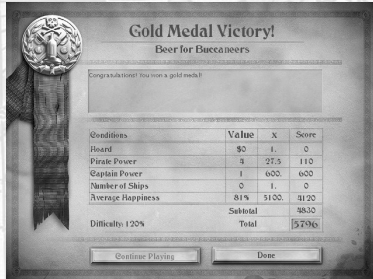 Gold Medal Victory!
Beer for Buccaneers
Congratulations! You won a gold medal!
Conditions Value X Score
Hoard $0 1. 0
Pirate Power 4 27.5 110
Captain Power 1 600. 600
Number of Ships 0 1. 0
Average Happiness 81% 5100. 4120
Subtotal 4830
Difficulty: 120% Total 5796
Continue Playing Done